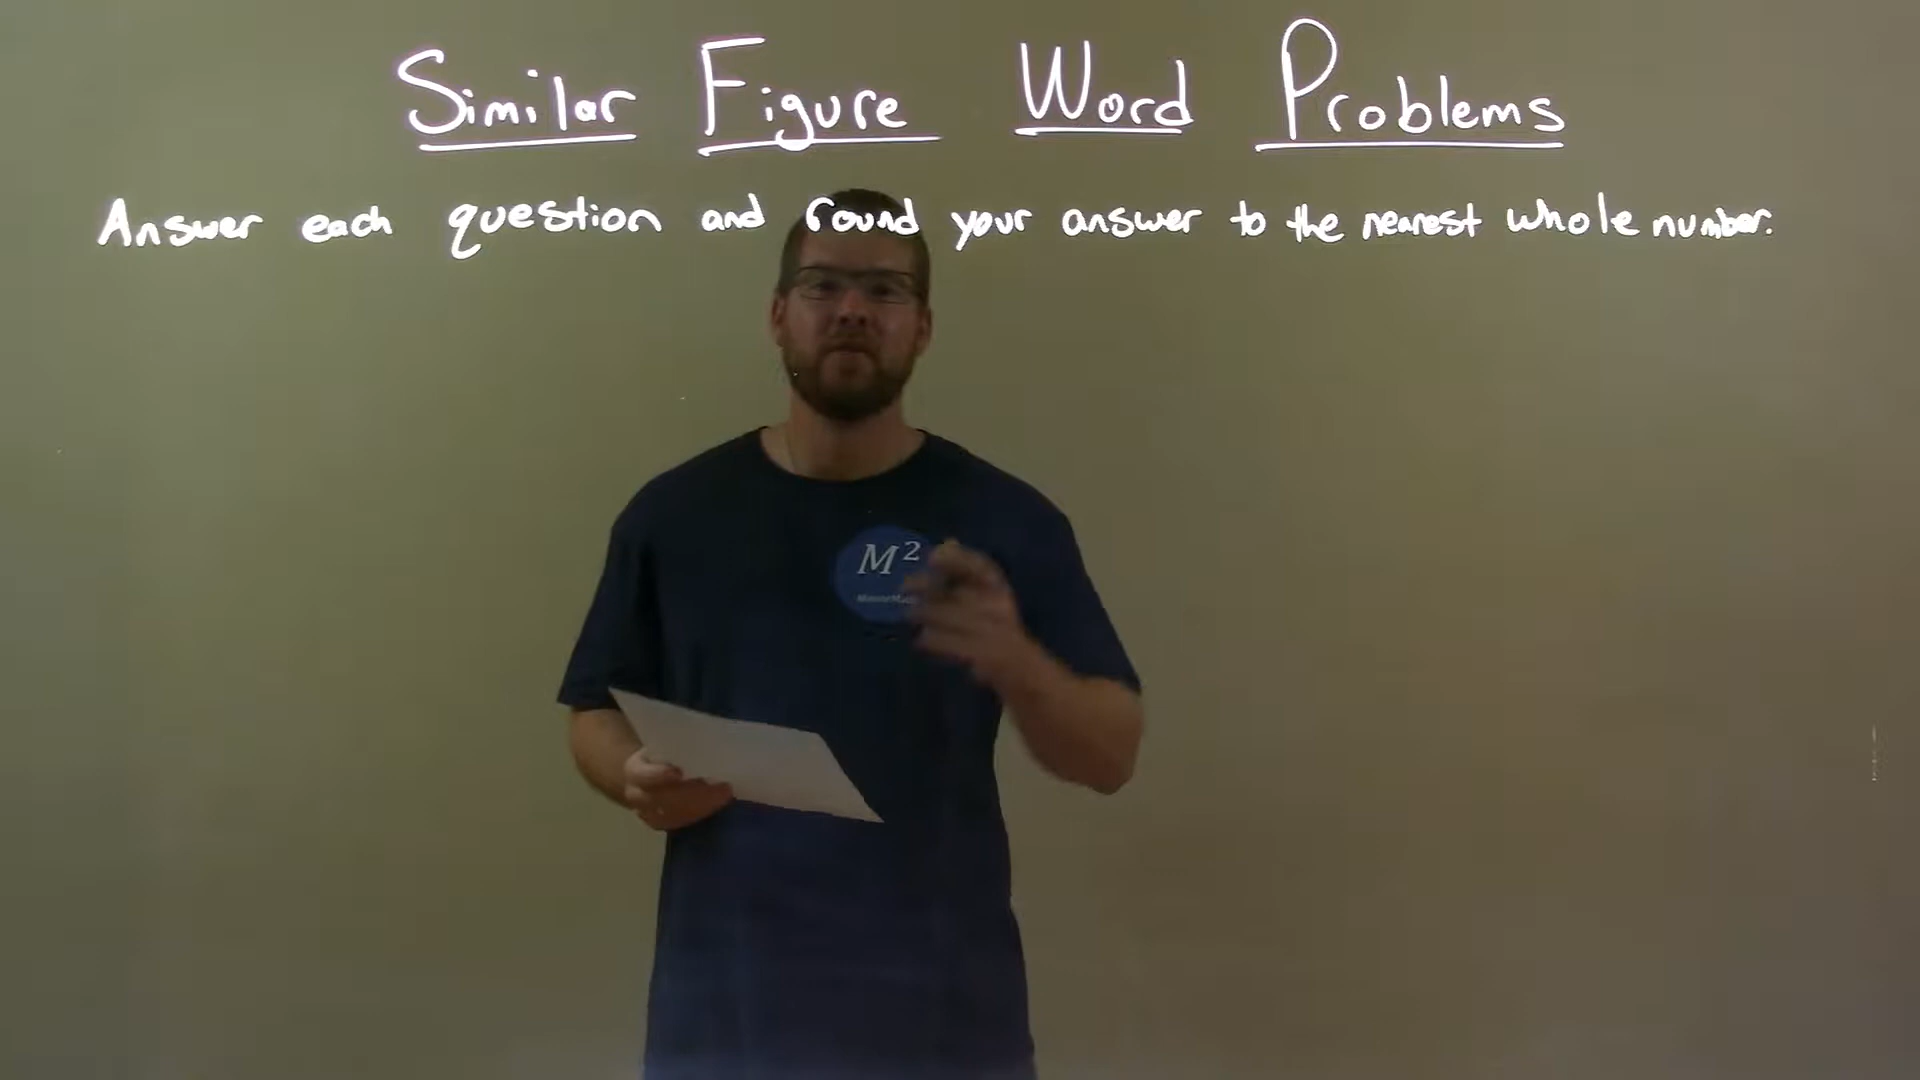 Similar Figure Word Problems
Answer each question and round your answer to the nearest whole number.
M²